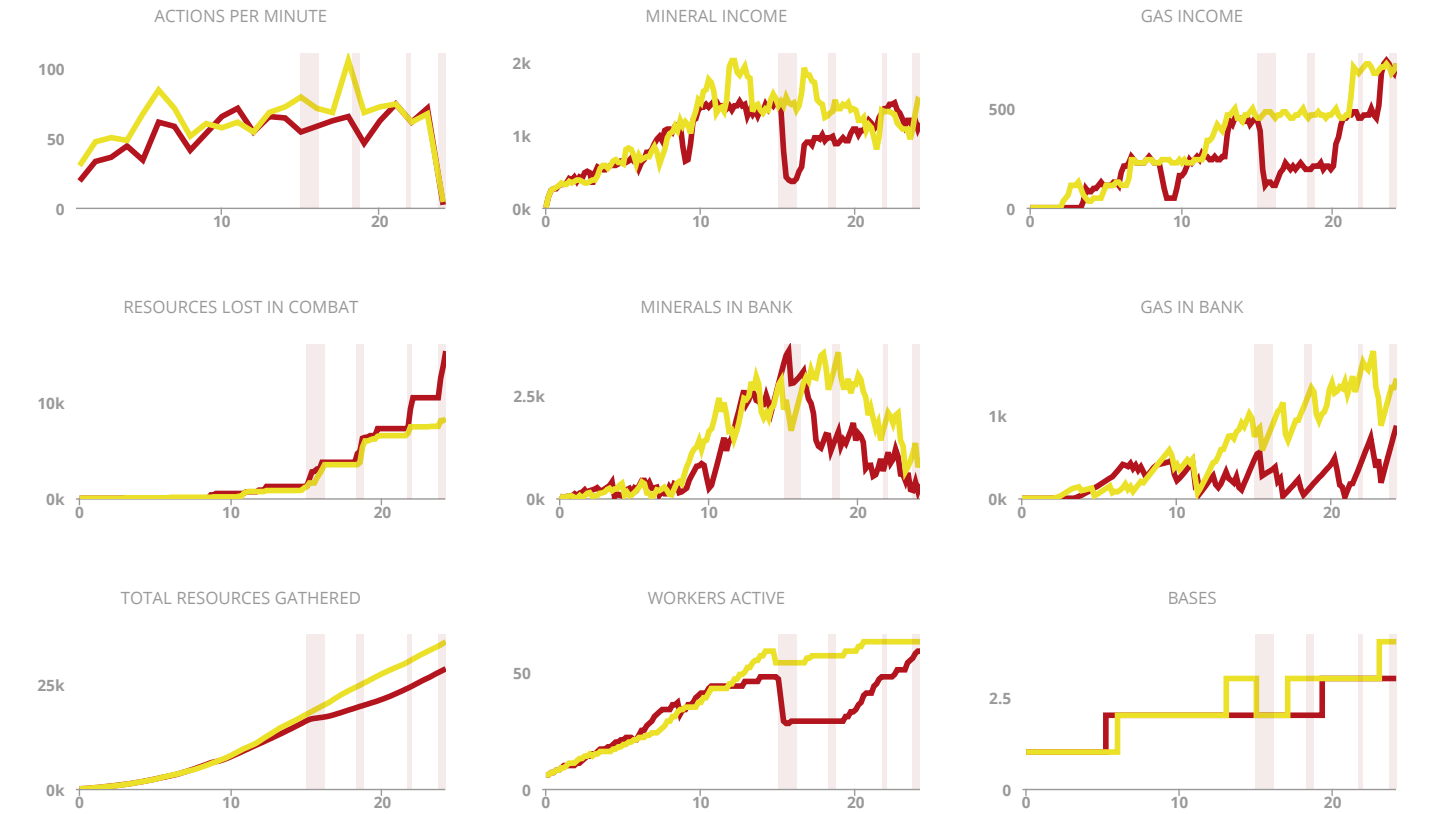 ACTIONS PER MINUTE
100
50
0
10
20
MINERAL INCOME
2k
1k
0k
0
10
20
GAS INCOME
500
0
0
10
20
RESOURCES LOST IN COMBAT
10k
0k
0
10
20
MINERALS IN BANK
2.5k
0k
0
10
20
GAS IN BANK
1k
0k
0
10
20
TOTAL RESOURCES GATHERED
25k
0k
0
10
20
WORKERS ACTIVE
50
0
0
10
20
BASES
2.5
0
0
10
20